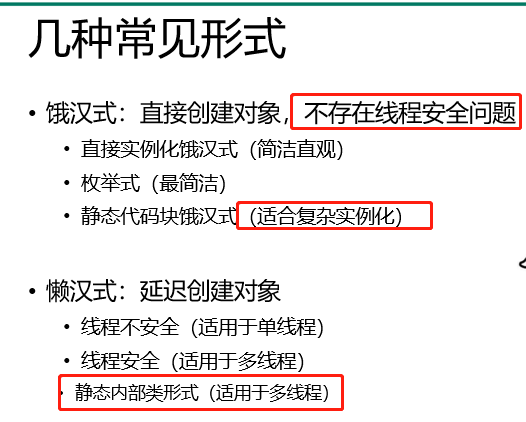 几种常见形式
• 饿汉式：直接创建对象，不存在线程安全问题
• 直接实例化饿汉式（简洁直观）
• 枚举式（最简洁）
• 静态代码块饿汉式（适合复杂实例化）
• 懒汉式：延迟创建对象
• 线程不安全（适用于单线程）
• 线程安全（适用于多线程）
• 静态内部类形式（适用于多线程）